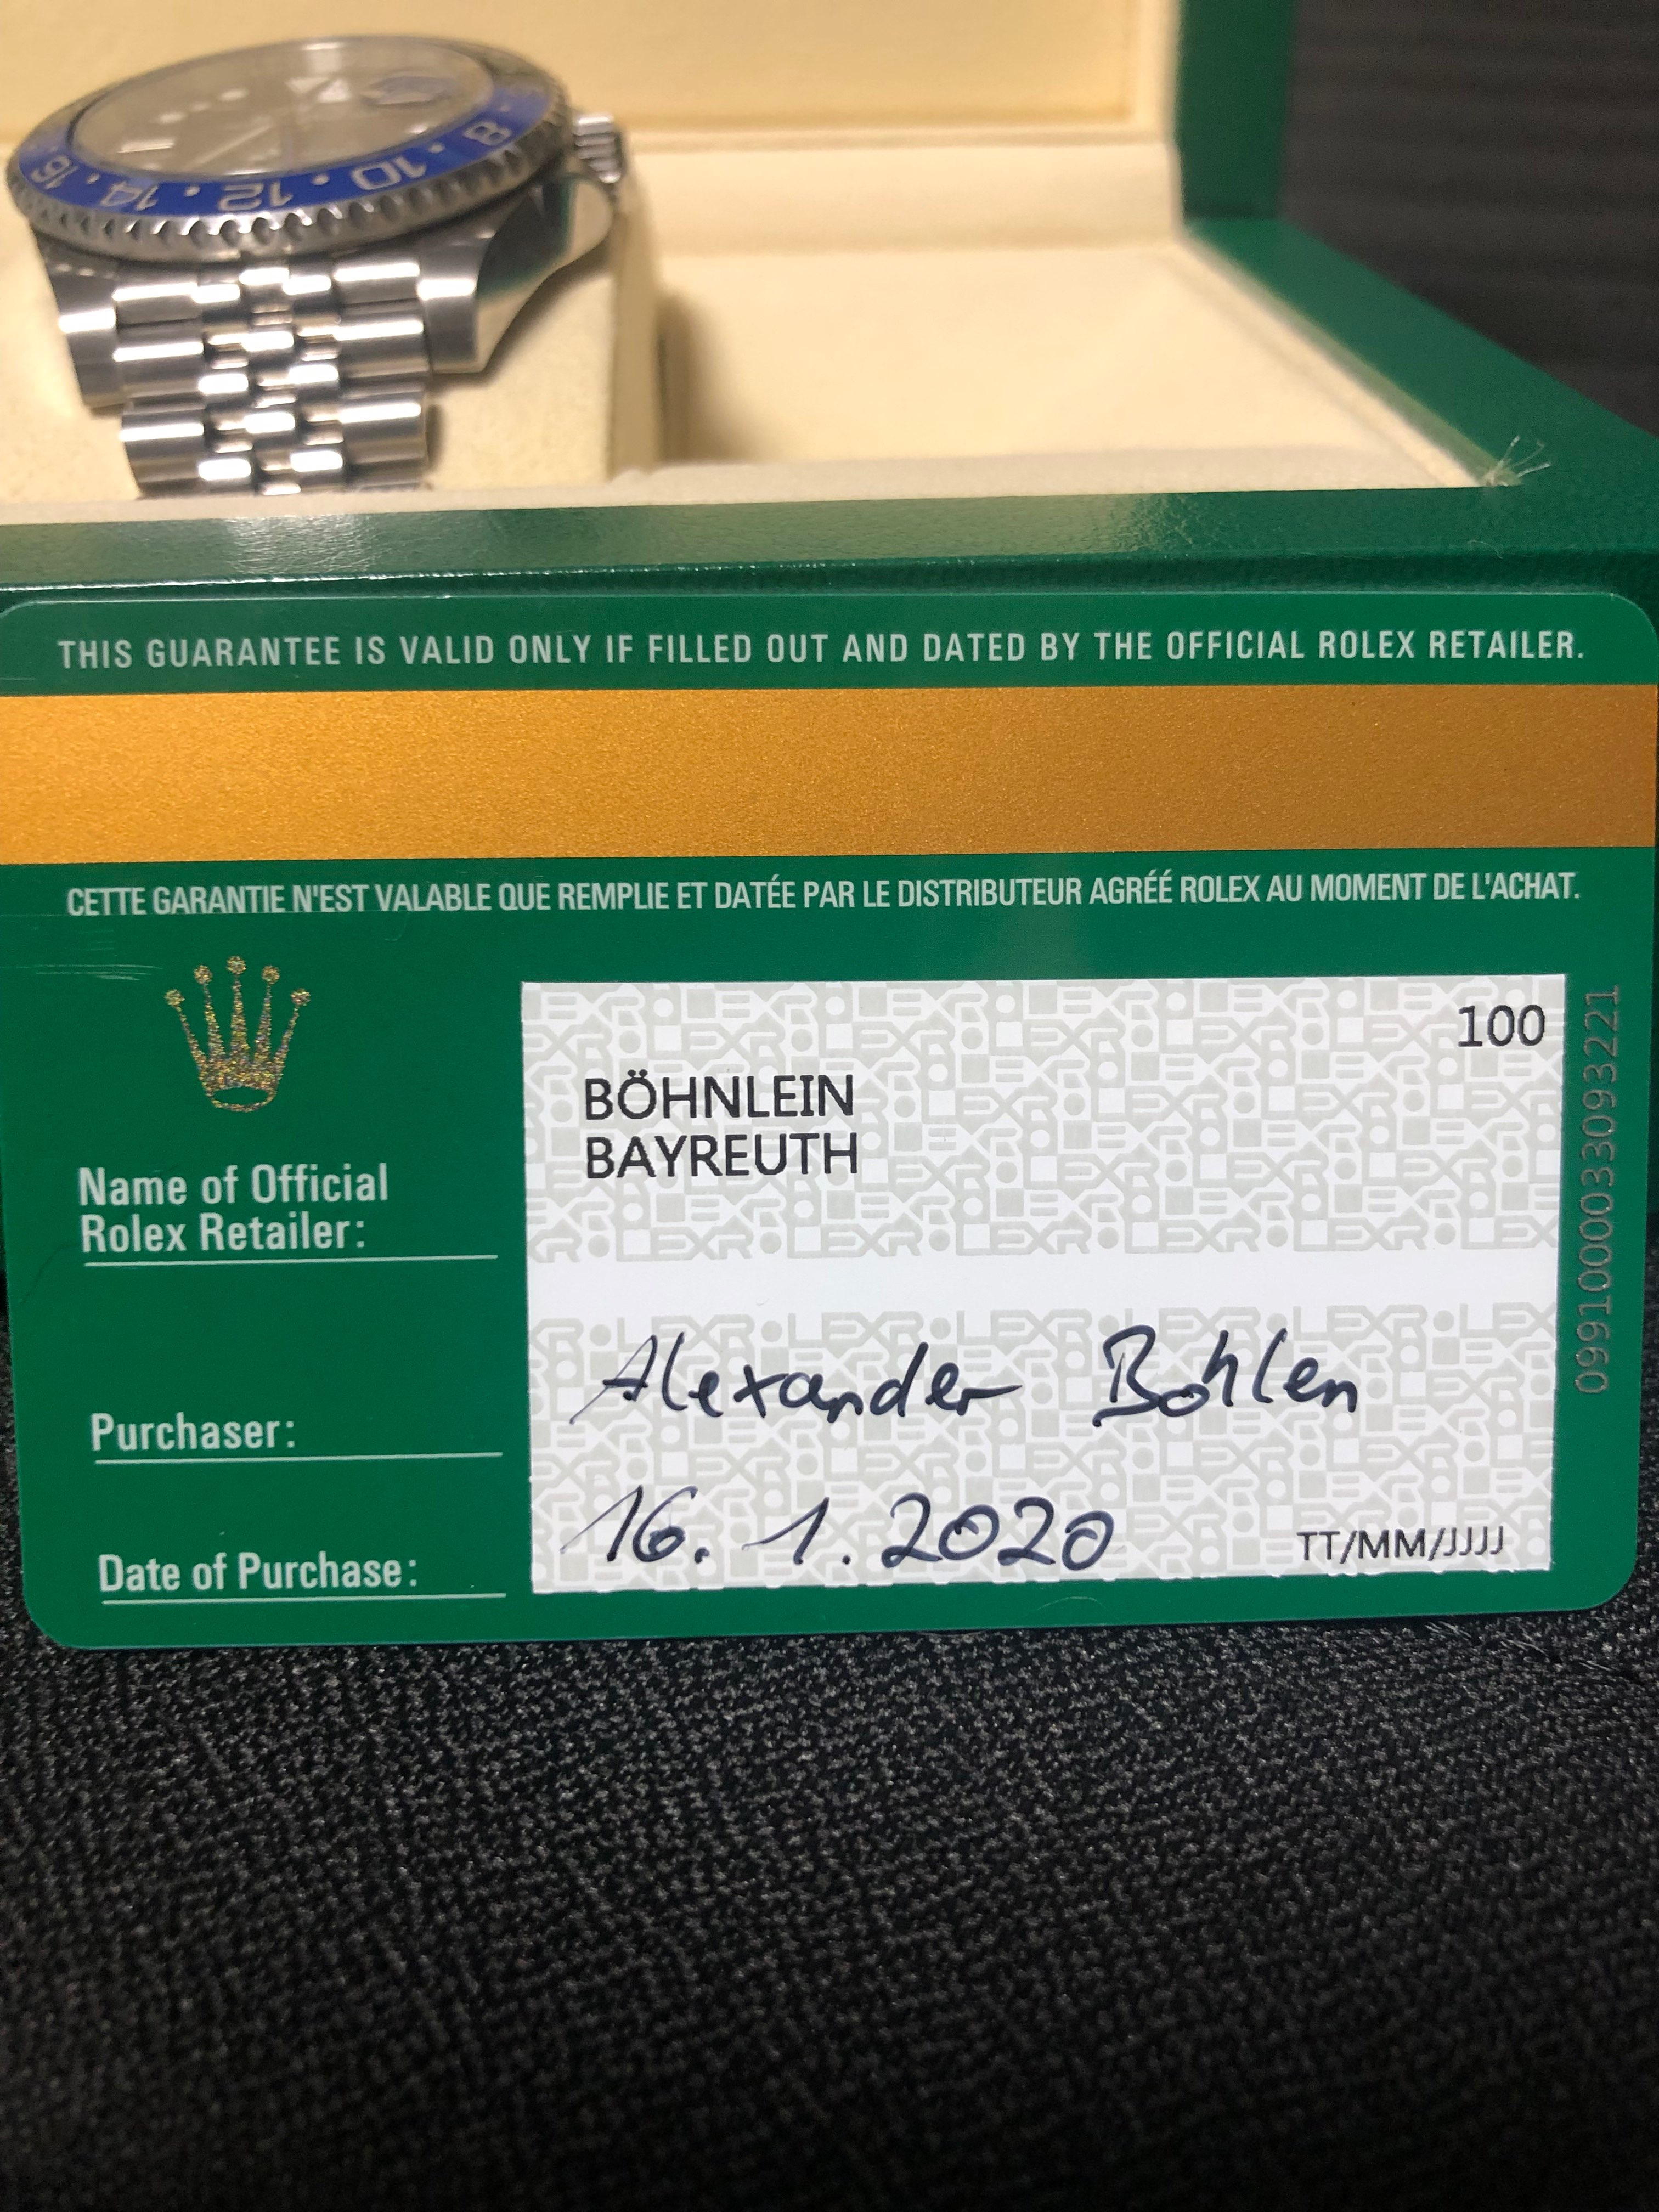 16 14 12 10 8
THIS GUARANTEE IS VALID ONLY IF FILLED OUT AND DATED BY THE OFFICIAL ROLEX RETAILER.
CETTE GARANTIE N'EST VALABLE QUE REMPLIE ET DATÉE PAR LE DISTRIBUTEUR AGRÉÉ ROLEX AU MOMENT DE L'ACHAT.
100
BÖHNLEIN
BAYREUTH
Name of Official
Rolex Retailer:
Purchaser:
Alexander Bohlen
Date of Purchase:
16. 1. 2020
TT/MM/JJJJ
0991000033093221